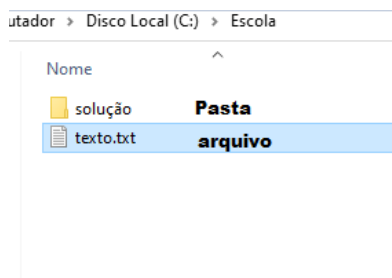 utador > Disco Local (C:) > Escola
Nome
solução Pasta
texto.txt arquivo